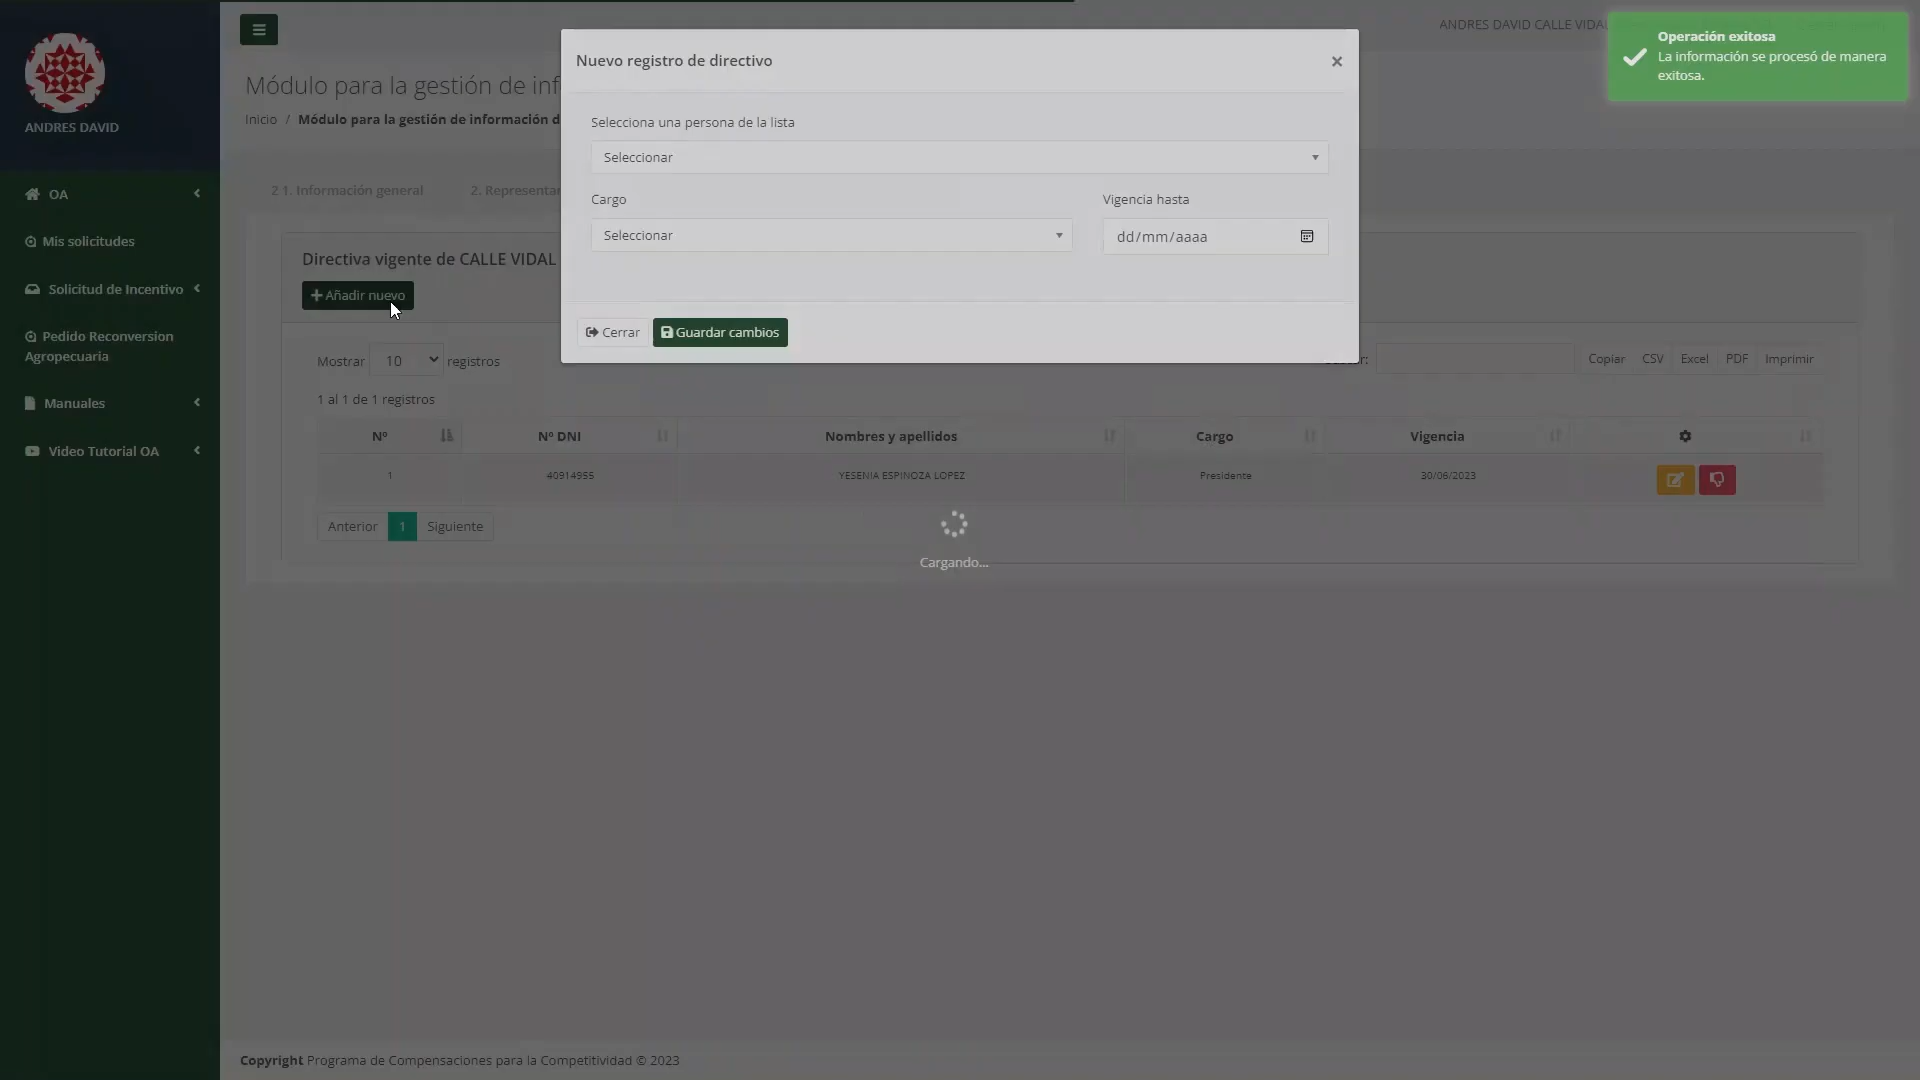 ANDRES DAVID
OA
Mis solicitudes
Solicitud de Incentivo
Pedido Reconversion
Agropecuaria
Manuales
Video Tutorial OA
ANDRES DAVID CALLE VIDAL
Operación exitosa
La información se procesó de manera
exitosa.
Módulo para la gestión de inf
Inicio / Módulo para la gestión de información d
2 1. Información general
2. Representan
Directiva vigente de CALLE VIDAL
Añadir nuevo
Nuevo registro de directivo
×
Selecciona una persona de la lista
Seleccionar
Cargo
Vigencia hasta
Seleccionar
dd/mm/aaaa
Cerrar
Guardar cambios
Mostrar 10 registros
Copiar CSV Excel PDF Imprimir
1 al 1 de 1 registros
Nº Nº DNI Nombres y apellidos Cargo Vigencia
1 40914955 YESENIA ESPINOZA LOPEZ Presidente 30/06/2023
Anterior 1 Siguiente
Cargando...
Copyright Programa de Compensaciones para la Competitividad © 2023